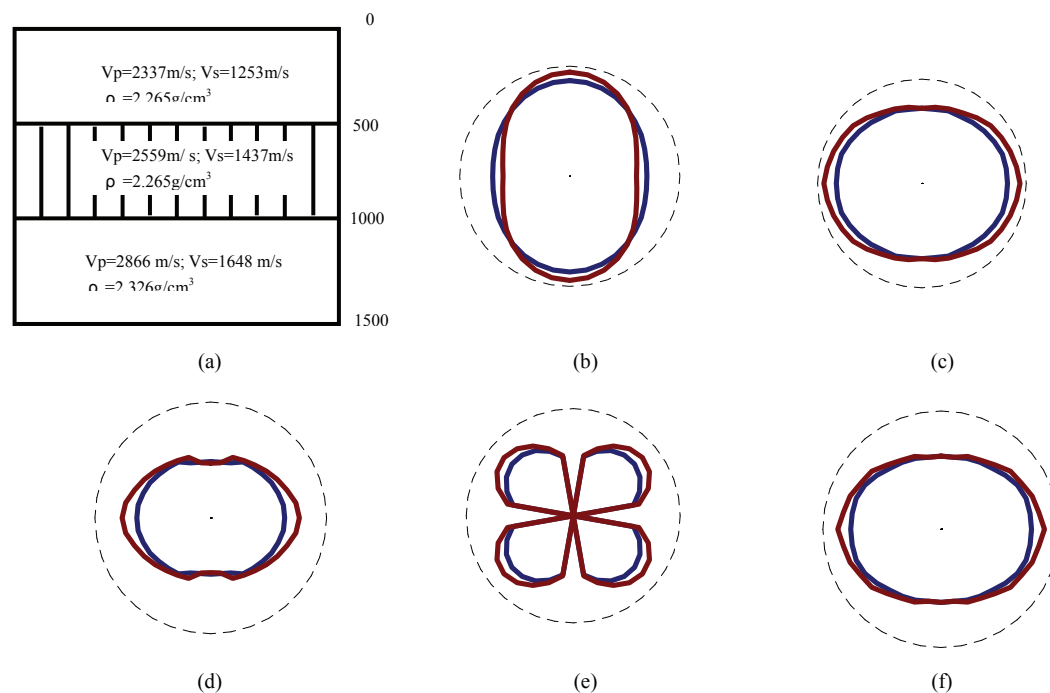 0
Vp=2337m/s; Vs=1253m/s
ρ =2.265g/cm³
500
Vp=2559m/ s; Vs=1437m/s
ρ =2.265g/cm³
1000
Vp=2866 m/s; Vs=1648 m/s
ρ =2.326g/cm³
1500
(a)
(b)
(c)
(d)
(e)
(f)